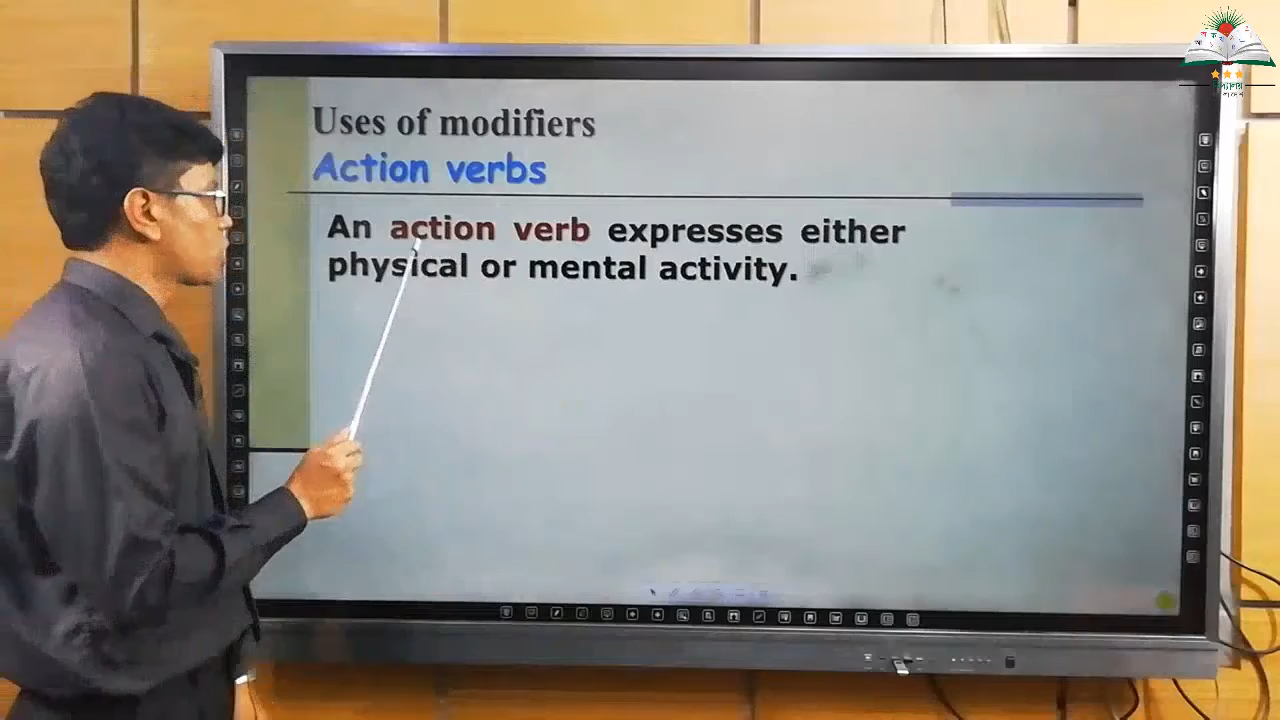 Uses of modifiers
Action verbs
An action verb expresses either
physical or mental activity.